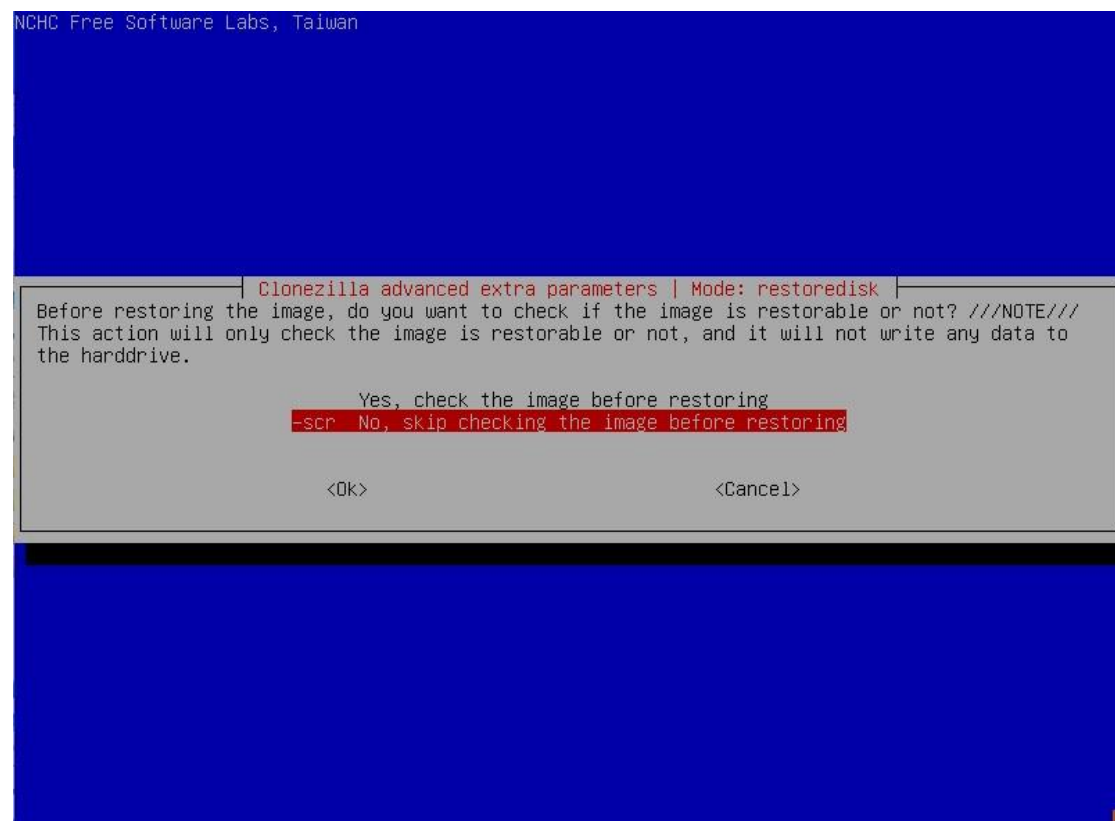 NCHC Free Software Labs, Taiwan
Clonezilla advanced extra parameters | Mode: restoredisk
Before restoring the image, do you want to check if the image is restorable or not? ///NOTE///
This action will only check the image is restorable or not, and it will not write any data to
the harddrive.
Yes, check the image before restoring
-scr No, skip checking the image before restoring
<Ok> <Cancel>